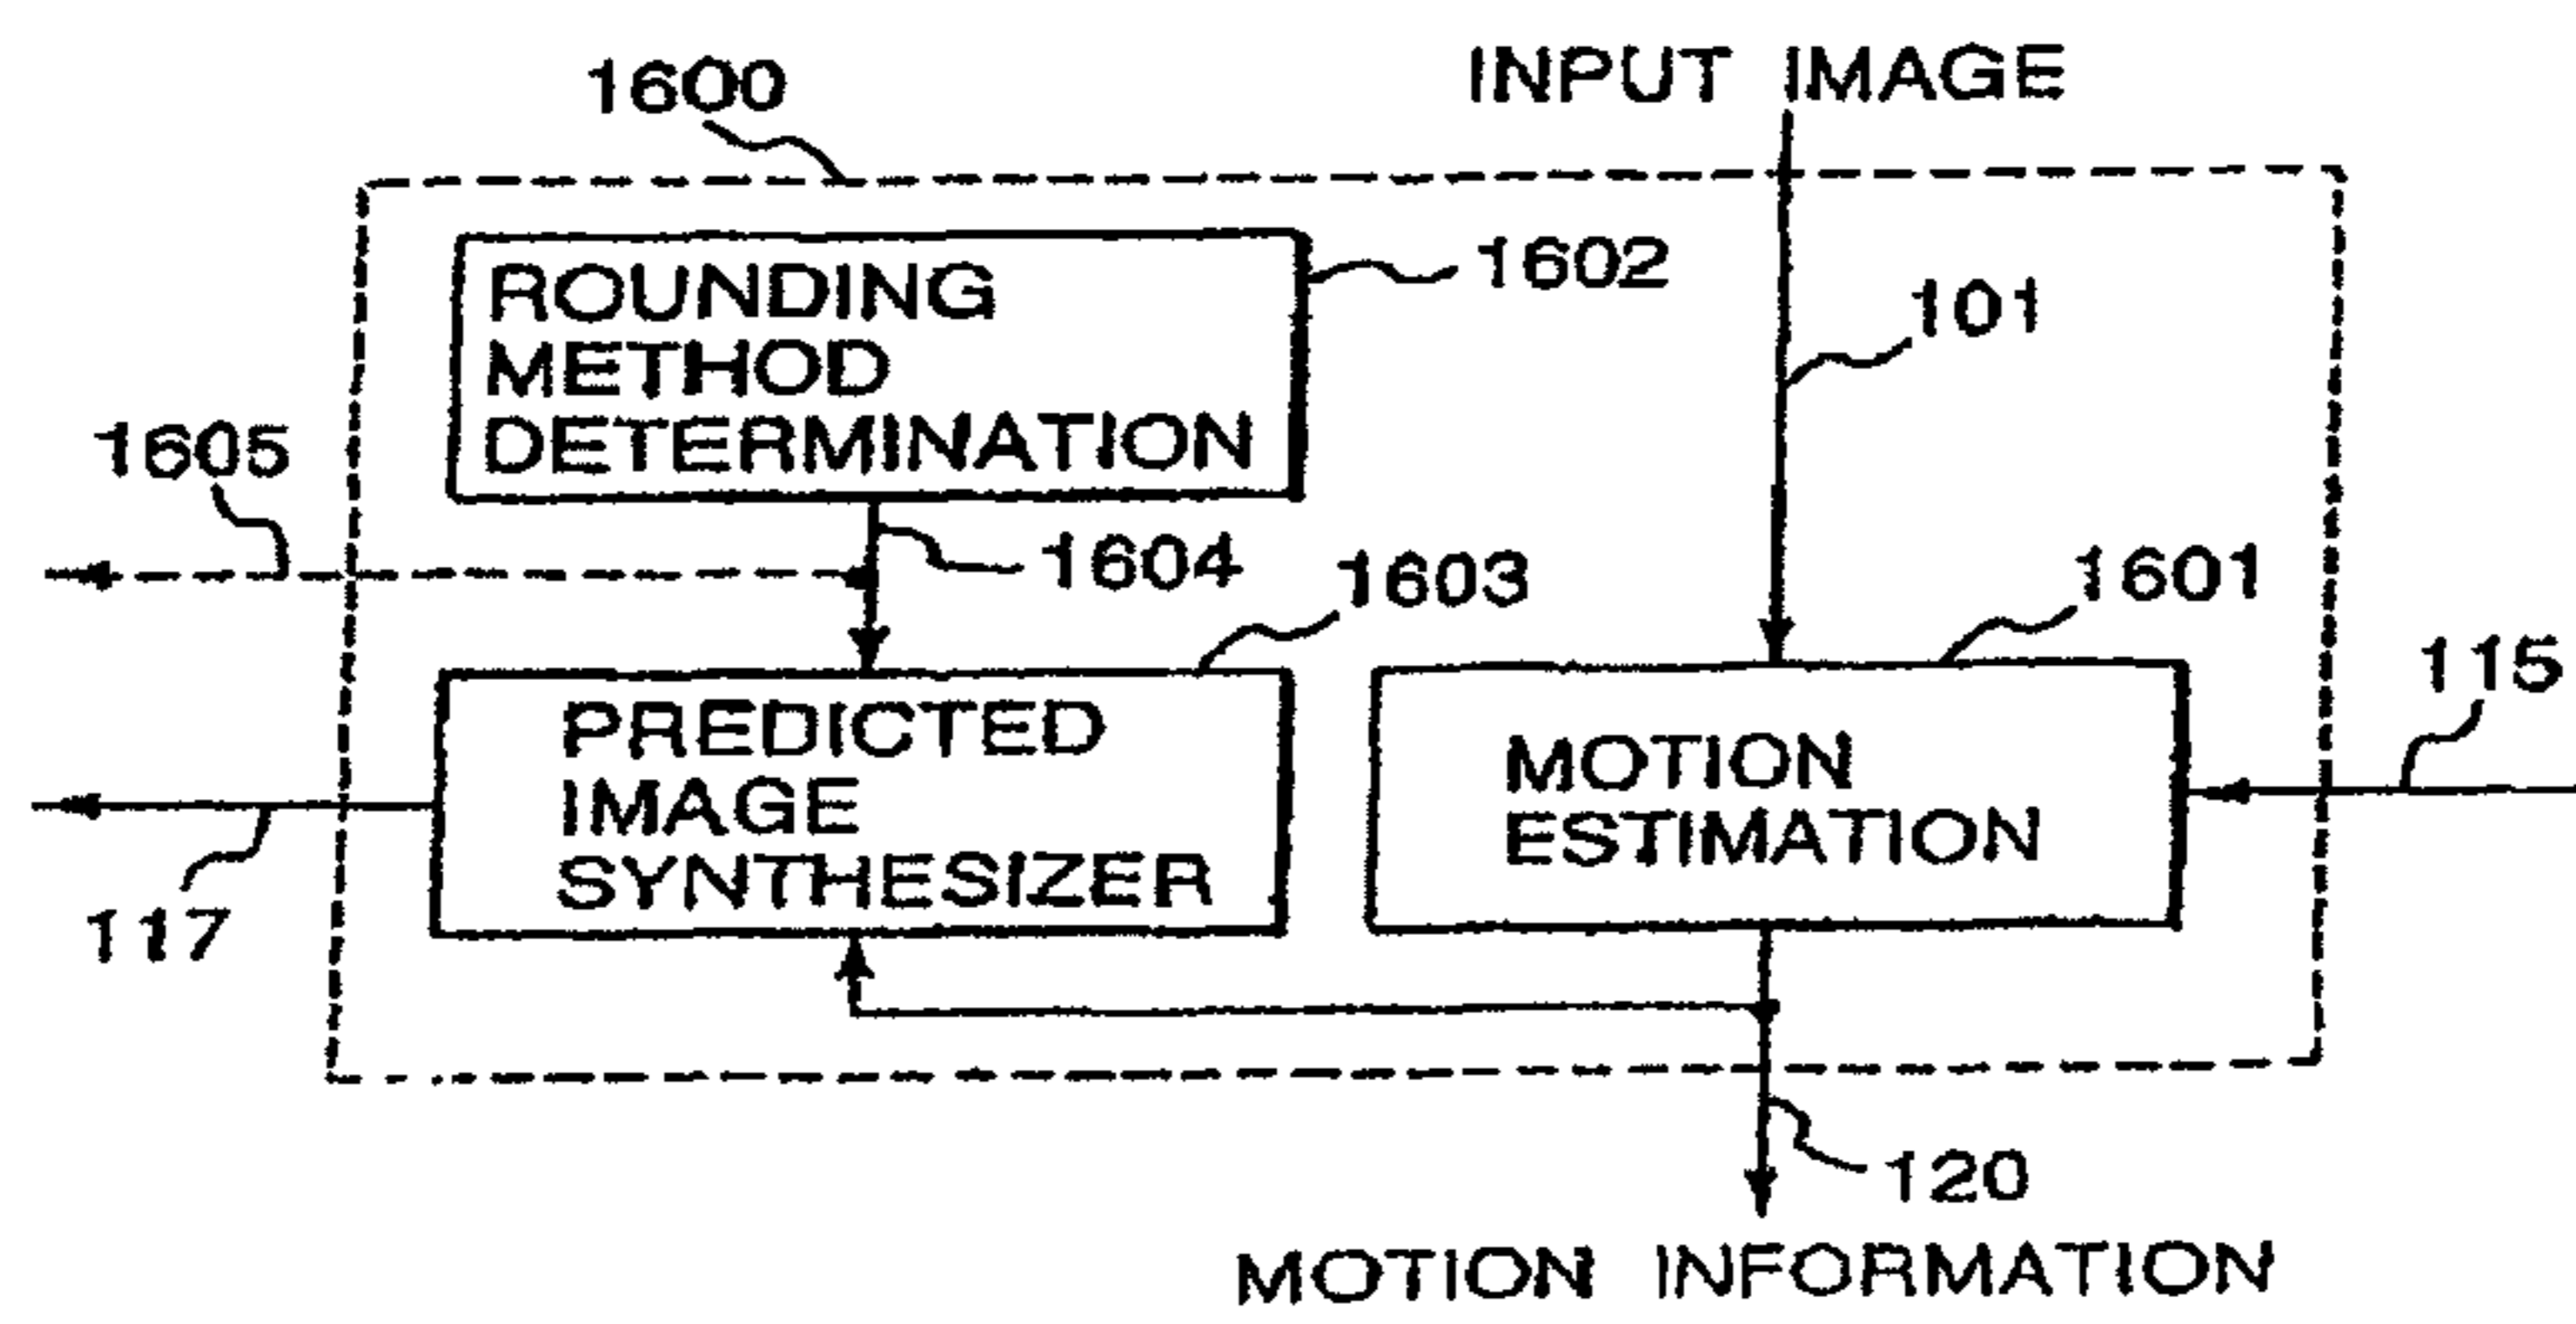 1600
INPUT IMAGE
ROUNDING
METHOD
DETERMINATION
1602
101
1605
1604
1603
1601
115
PREDICTED
IMAGE
SYNTHESIZER
MOTION
ESTIMATION
117
120
MOTION INFORMATION